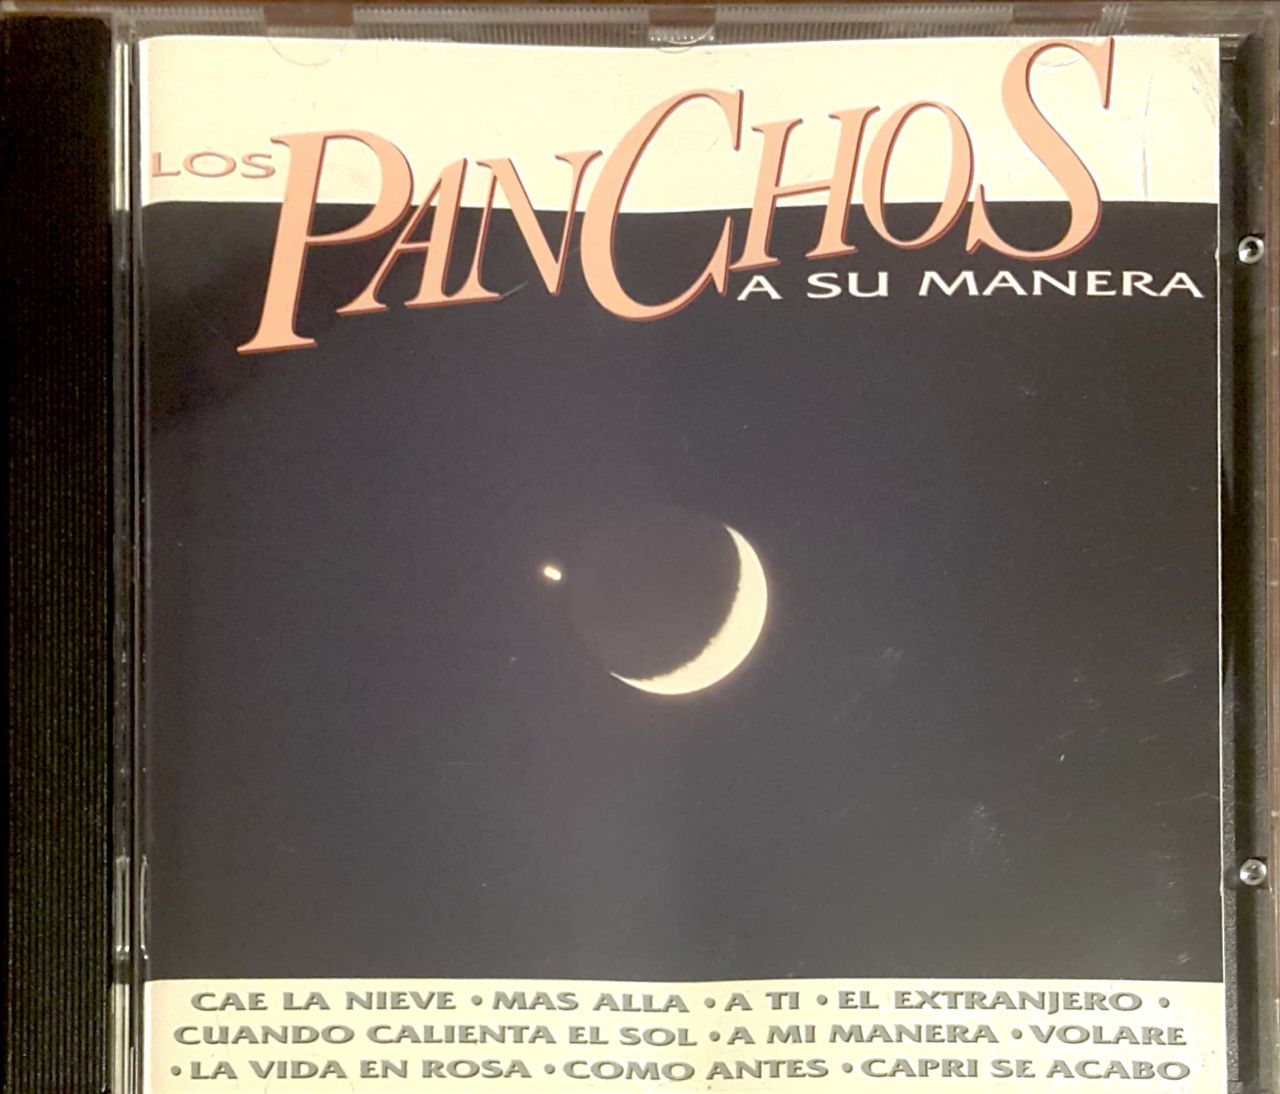 LOS PANCHOS
A SU MANERA
CAE LA NIEVE • MAS ALLA • A TI • EL EXTRANJERO •
CUANDO CALIENTA EL SOL • A MI MANERA • VOLARE
• LA VIDA EN ROSA • COMO ANTES • CAPRI SE ACABO